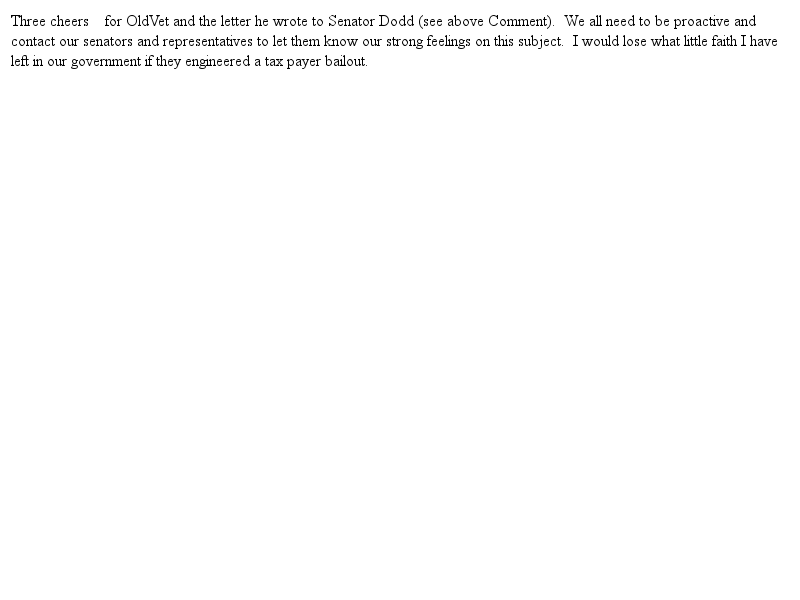 Three cheers    for OldVet and the letter he wrote to Senator Dodd (see above Comment).  We all need to be proactive and
contact our senators and representatives to let them know our strong feelings on this subject.  I would lose what little faith I have
left in our government if they engineered a tax payer bailout.